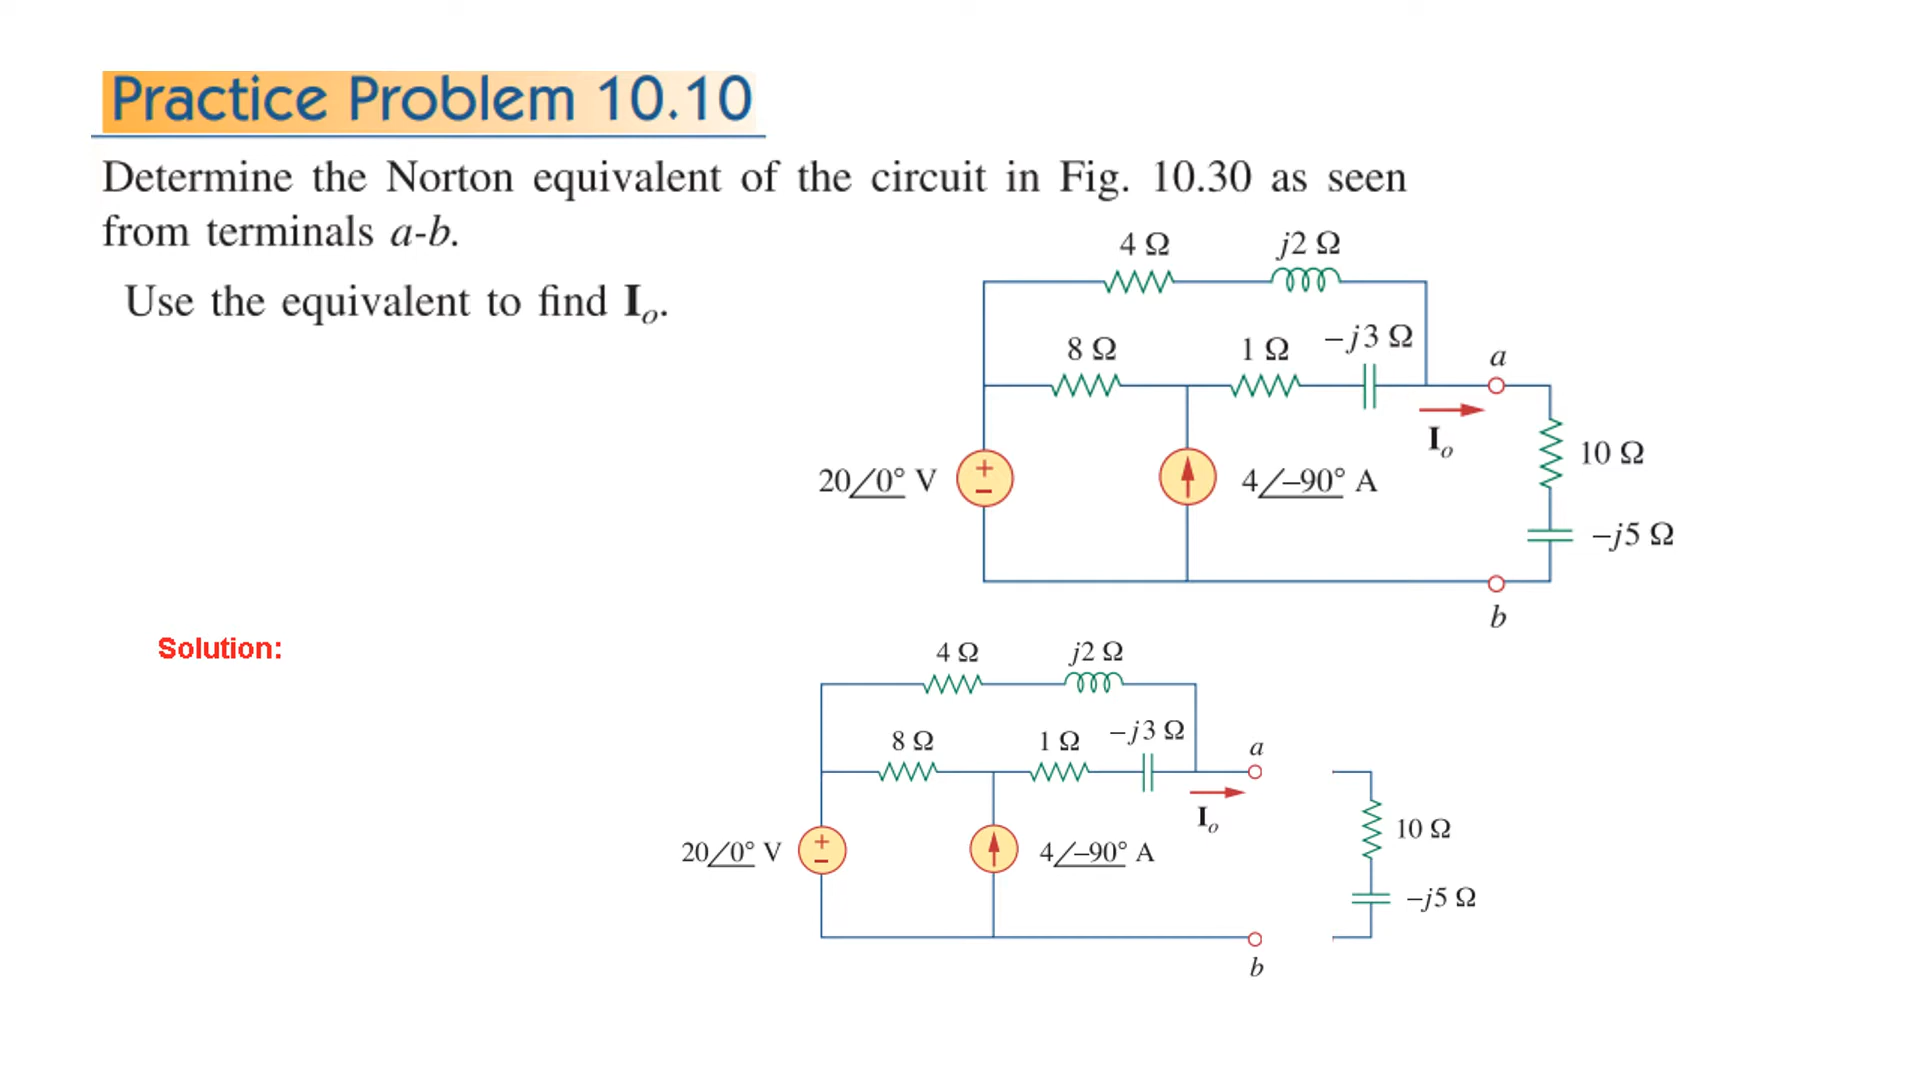 Practice Problem 10.10
Determine the Norton equivalent of the circuit in Fig. 10.30 as seen
from terminals a-b.
Use the equivalent to find Iₒ.
4 Ω
j2 Ω
8 Ω
1 Ω
−j3 Ω
a
Iₒ
10 Ω
20∠0° V
+
−
4∠−90° A
−j5 Ω
b
Solution:
4 Ω
j2 Ω
8 Ω
1 Ω
−j3 Ω
a
Iₒ
10 Ω
20∠0° V
+
−
4∠−90° A
−j5 Ω
b